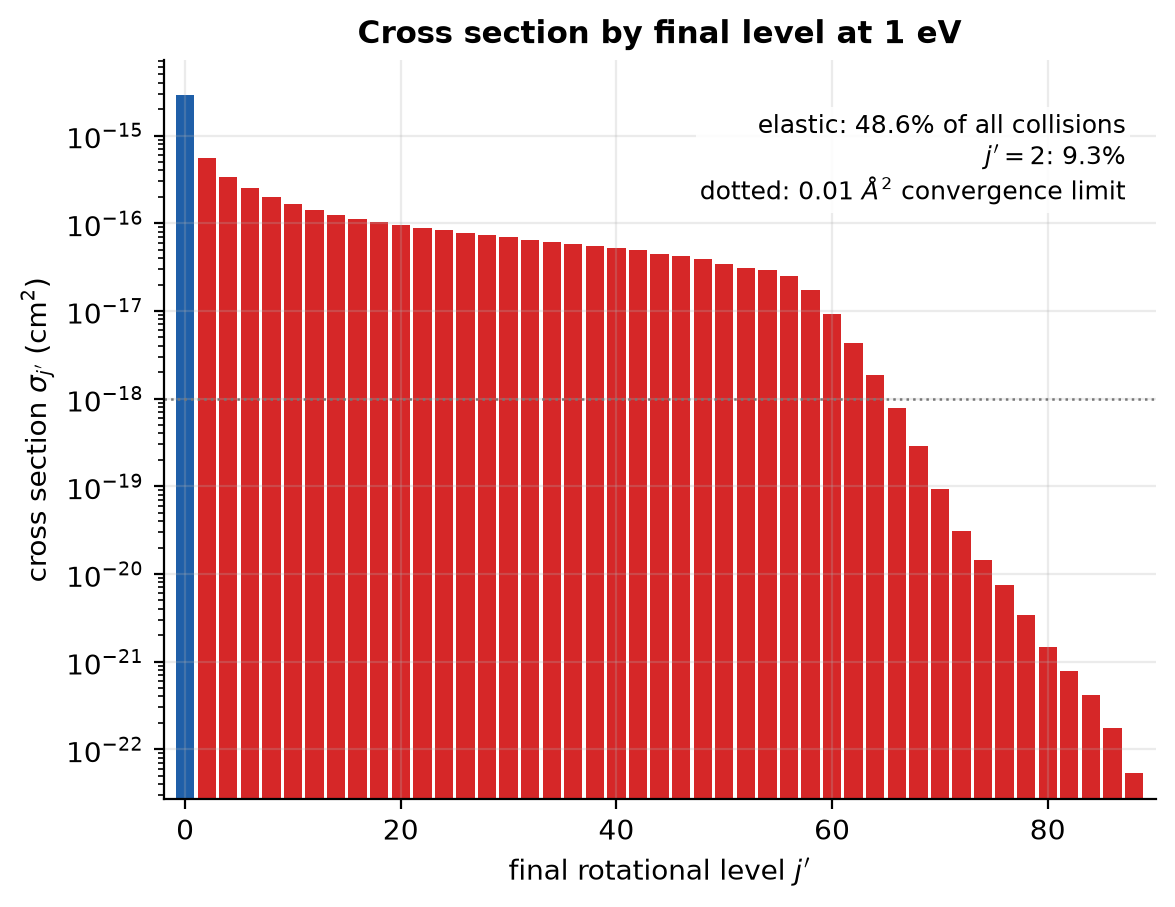 Cross section by final level at 1 eV
elastic: 48.6% of all collisions
j′ = 2: 9.3%
dotted: 0.01 Å² convergence limit
cross section σⱼ′ (cm²)
10⁻¹⁵
10⁻¹⁶
10⁻¹⁷
10⁻¹⁸
10⁻¹⁹
10⁻²⁰
10⁻²¹
10⁻²²
0 20 40 60 80
final rotational level j′